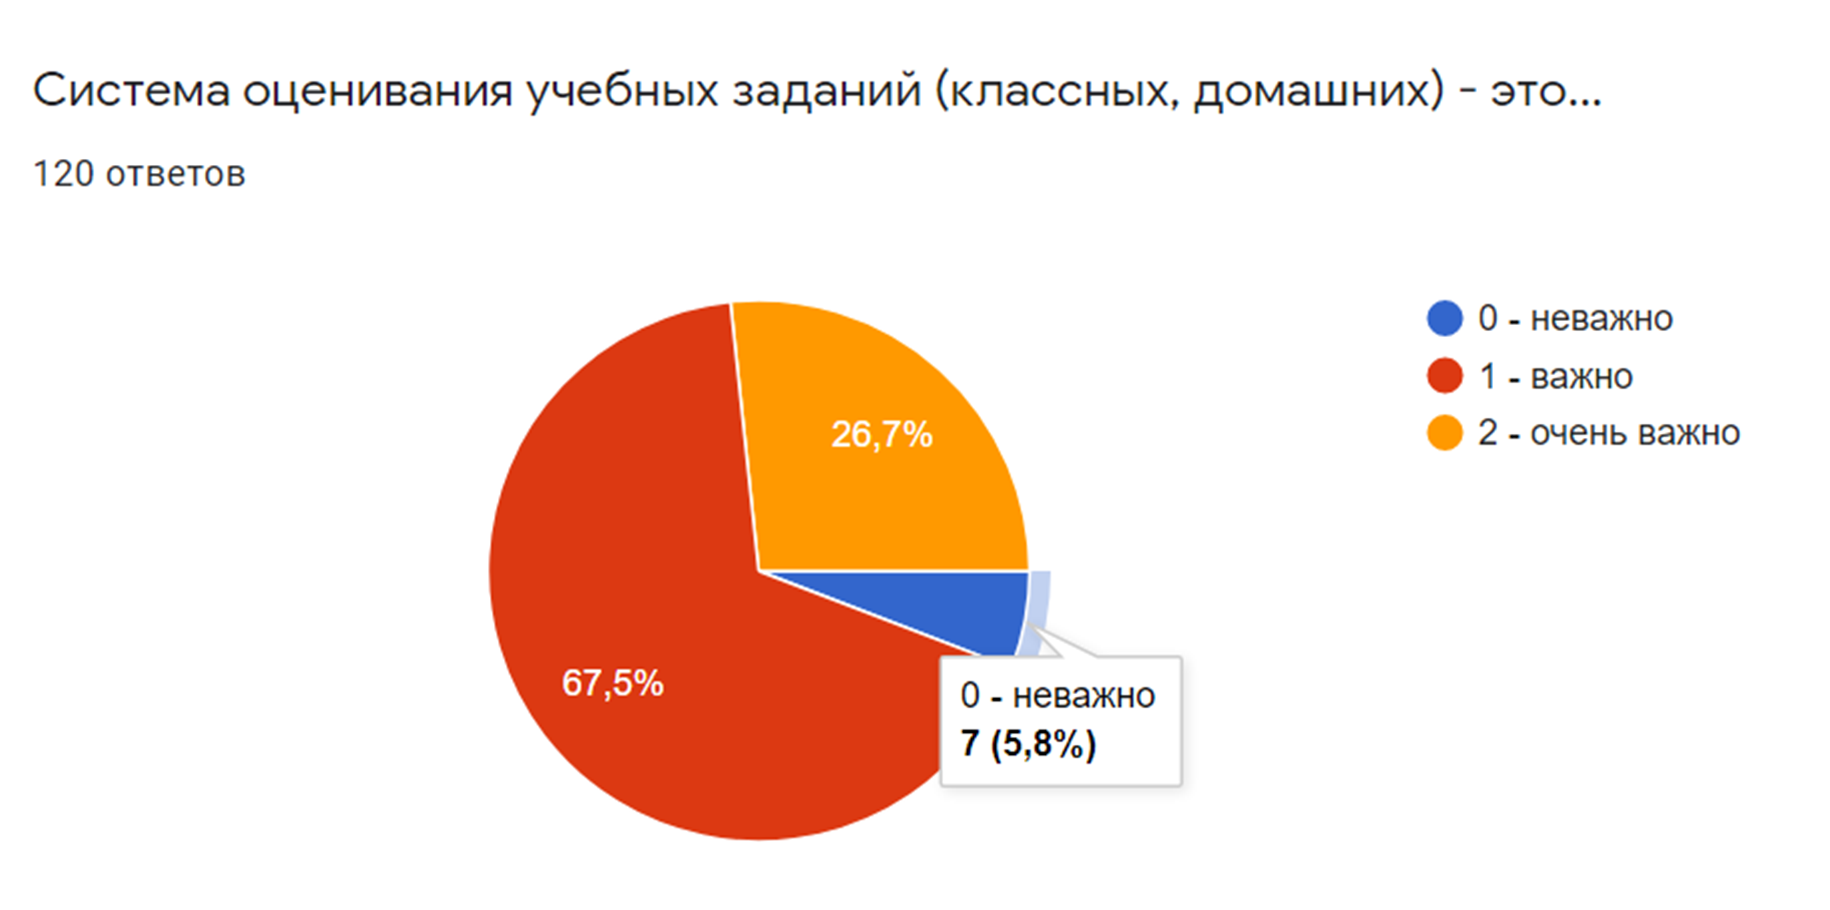 Система оценивания учебных заданий (классных, домашних) - это...
120 ответов
0 - неважно
1 - важно
2 - очень важно
26,7%
67,5%
0 - неважно
7 (5,8%)